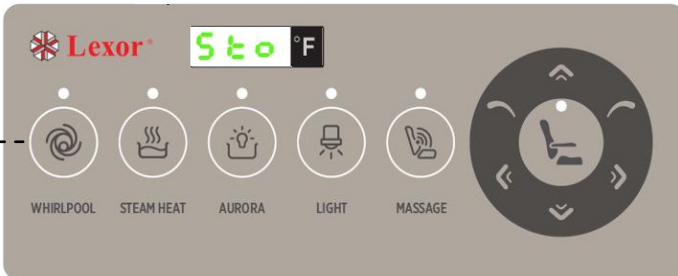 Lexor®
Sto °F
WHIRLPOOL
STEAM HEAT
AURORA
LIGHT
MASSAGE